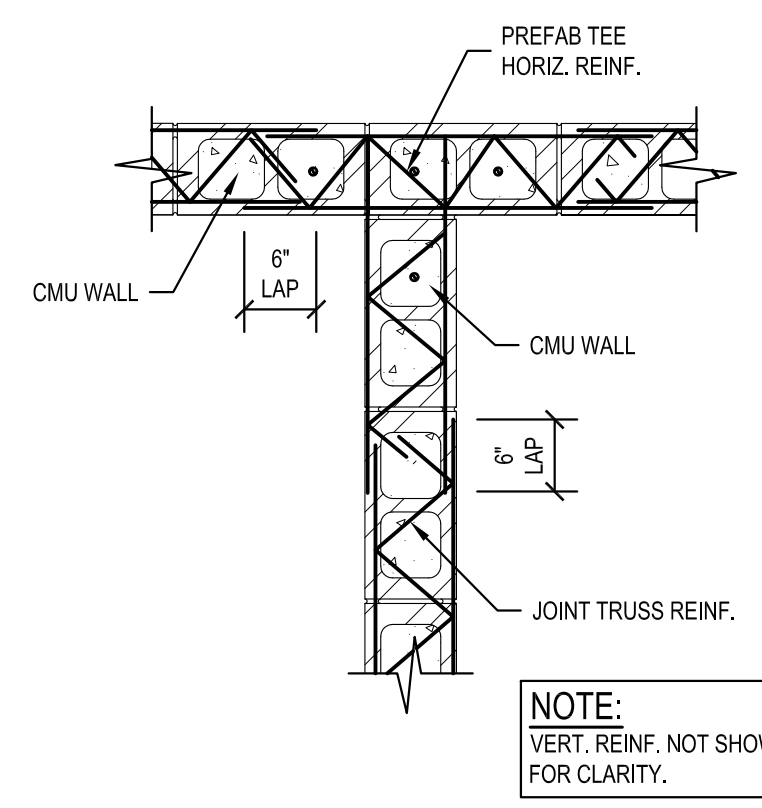 PREFAB TEE
HORIZ. REINF.
6"
LAP
CMU WALL
CMU WALL
6"
LAP
JOINT TRUSS REINF.
NOTE:
VERT. REINF. NOT SHOW
FOR CLARITY.